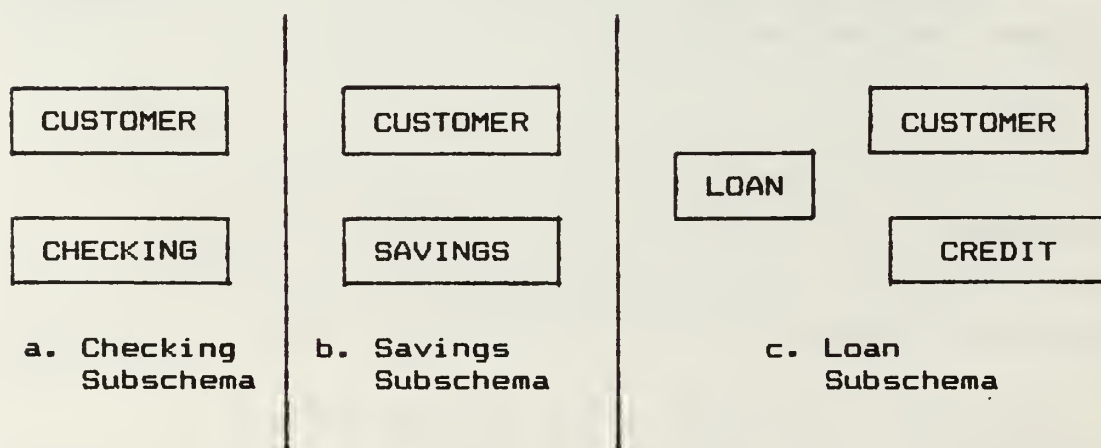 CUSTOMER
CHECKING
a. Checking
Subschema
CUSTOMER
SAVINGS
b. Savings
Subschema
CUSTOMER
LOAN
CREDIT
c. Loan
Subschema